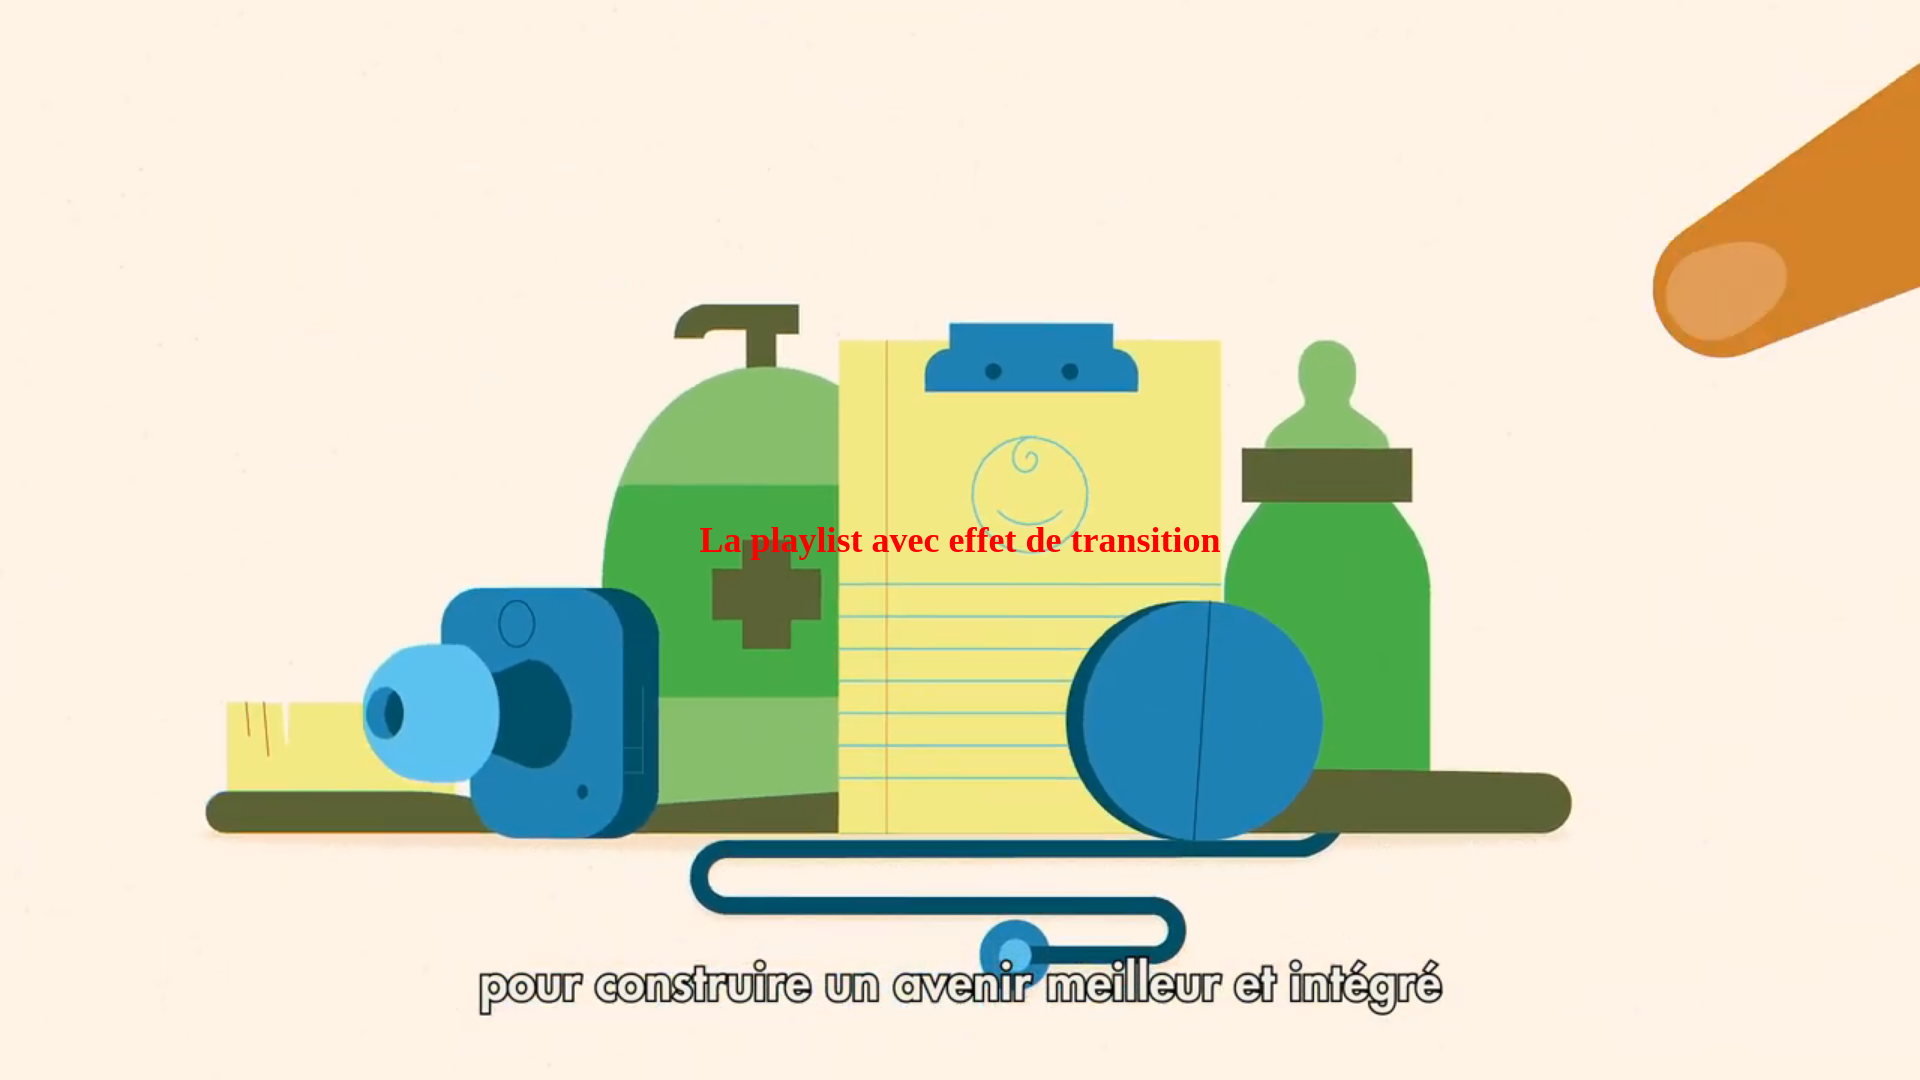 La playlist avec effet de transition
pour construire un avenir meilleur et intégré